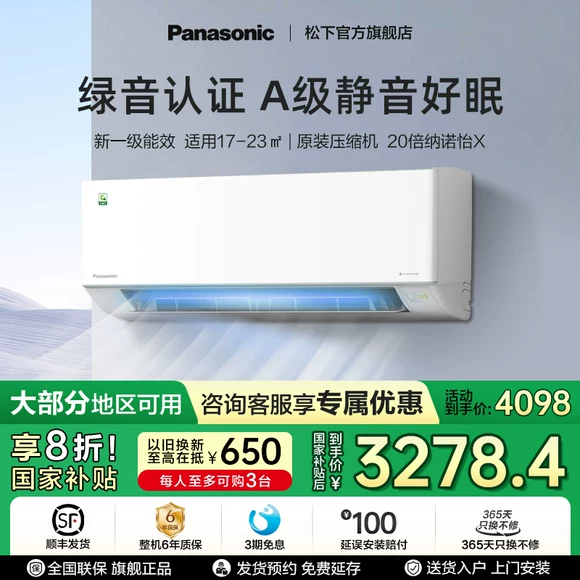 Panasonic | 松下官方旗舰店
绿音认证 A级静音好眠
新一级能效 适用17-23㎡ | 原装压缩机 20倍纳诺怡X
Panasonic
大部分地区可用
咨询客服享专属优惠
活动到手价:¥4098
享8折!
国家补贴
以旧换新至高在抵¥650
每人至多可购3台
国家补贴后到手价¥3278.4
SF
顺丰发货
6年质保
整机6年质保
3期免息
¥100
延误安装赔付
365天只换不修
365天只换不修
全国联保 旗舰正品
发货预约 免费延保
送货入户 上门安装